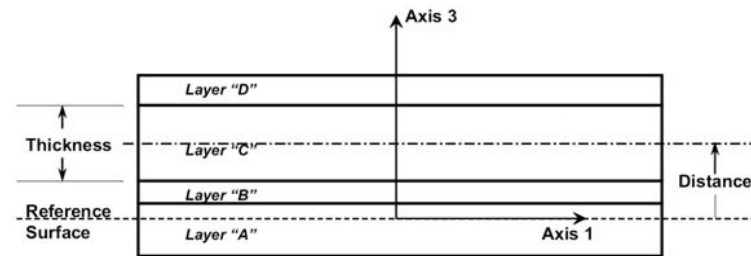 Axis 3
Layer “D”
Thickness
Layer “C”
Distance
Layer “B”
Reference
Surface
Axis 1
Layer “A”